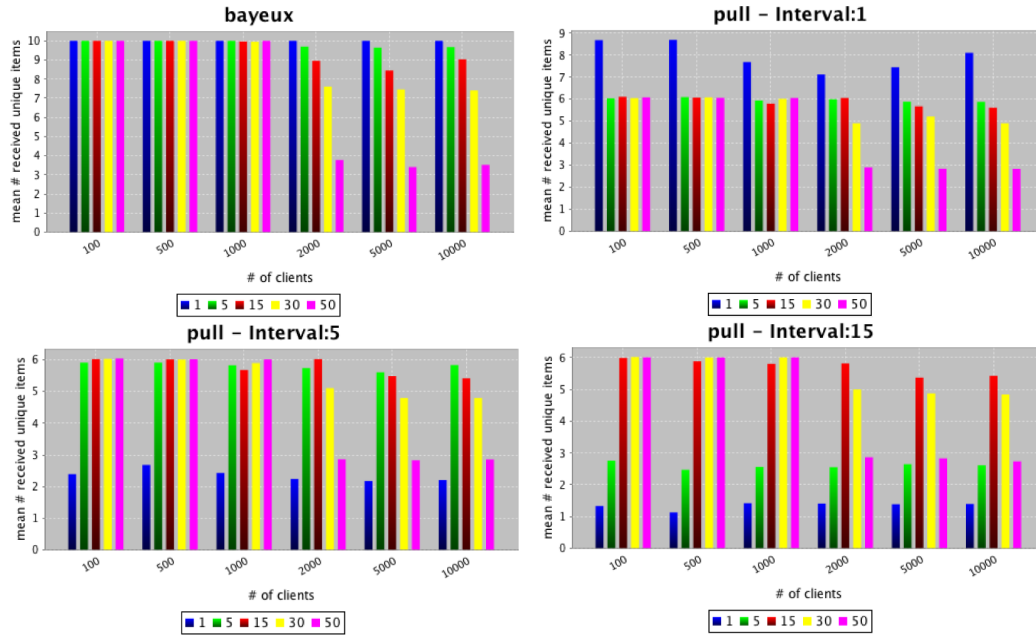 bayeux
mean # received unique items
10
9
8
7
6
5
4
3
2
1
0
100 500 1000 2000 5000 10000
# of clients
1 5 15 30 50
pull - Interval:1
mean # received unique items
9
8
7
6
5
4
3
2
1
0
100 500 1000 2000 5000 10000
# of clients
1 5 15 30 50
pull - Interval:5
mean # received unique items
6
5
4
3
2
1
0
100 500 1000 2000 5000 10000
# of clients
1 5 15 30 50
pull - Interval:15
mean # received unique items
6
5
4
3
2
1
0
100 500 1000 2000 5000 10000
# of clients
1 5 15 30 50